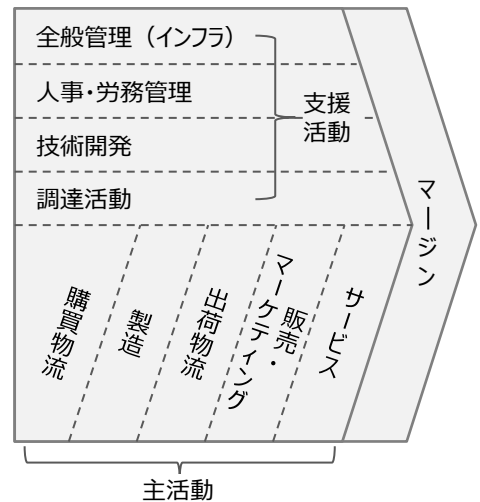 全般管理（インフラ）
人事・労務管理
技術開発
調達活動
支援
活動
マージン
購買物流
製造
出荷物流
販売・
マーケティング
サービス
主活動